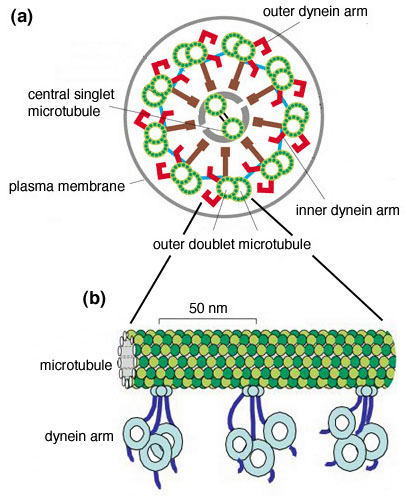 (a)
outer dynein arm
central singlet
microtubule
plasma membrane
inner dynein arm
outer doublet microtubule
(b)
50 nm
microtubule
dynein arm